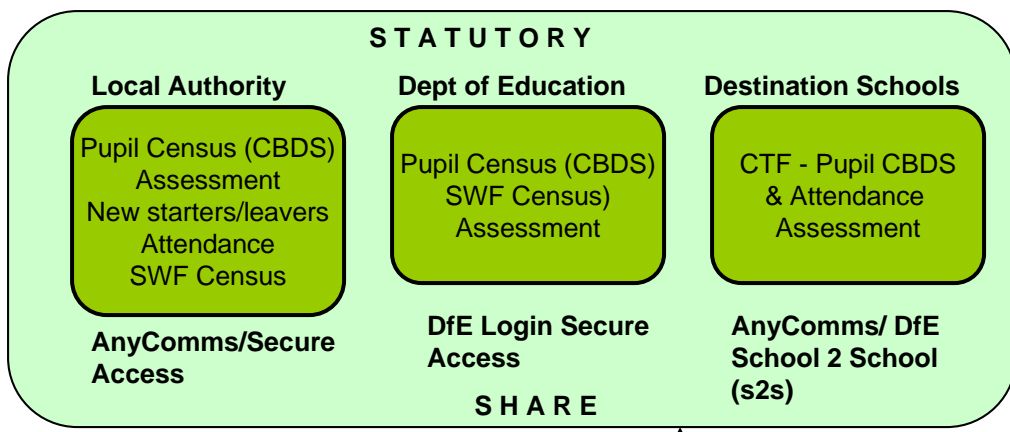 S T A T U T O R Y
Local Authority
Pupil Census (CBDS)
Assessment
New starters/leavers
Attendance
SWF Census
AnyComms/Secure
Access
Dept of Education
Pupil Census (CBDS)
SWF Census)
Assessment
DfE Login Secure
Access
Destination Schools
CTF - Pupil CBDS
& Attendance
Assessment
AnyComms/ DfE
School 2 School
(s2s)
S H A R E